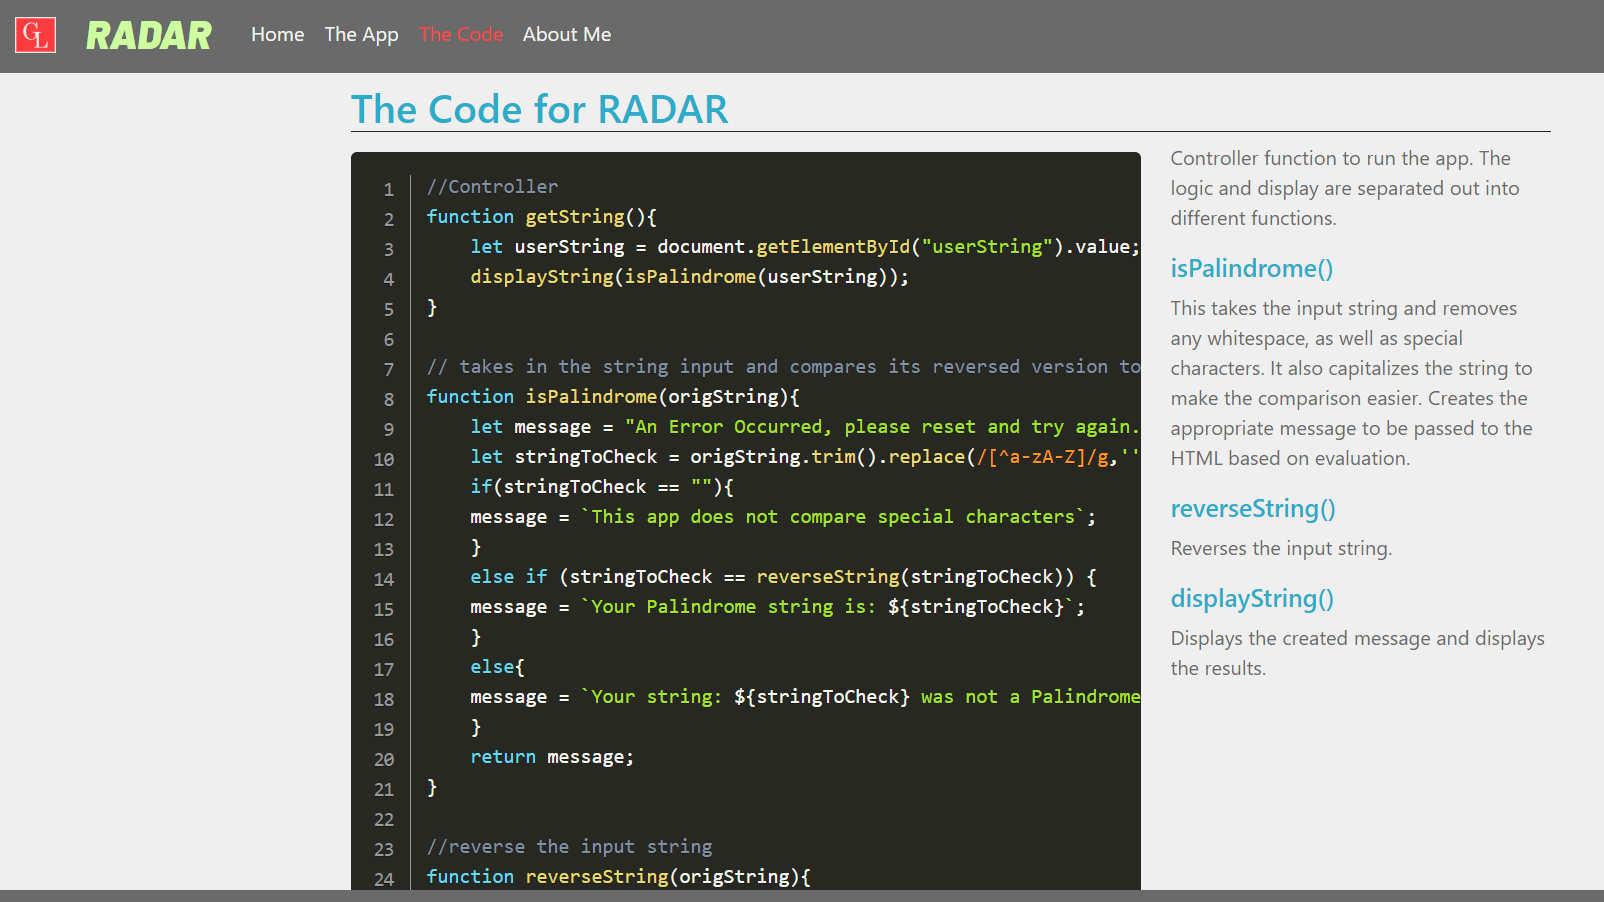 GL RADAR Home The App The Code About Me
The Code for RADAR
1 //Controller
2 function getString(){
3 let userString = document.getElementById("userString").value;
4 displayString(isPalindrome(userString));
5 }
6
7 // takes in the string input and compares its reversed version to
8 function isPalindrome(origString){
9 let message = "An Error Occurred, please reset and try again.
10 let stringToCheck = origString.trim().replace(/[^a-zA-Z]/g,''
11 if(stringToCheck == ""){
12 message = `This app does not compare special characters`;
13 }
14 else if (stringToCheck == reverseString(stringToCheck)) {
15 message = `Your Palindrome string is: ${stringToCheck}`;
16 }
17 else{
18 message = `Your string: ${stringToCheck} was not a Palindrome
19 }
20 return message;
21 }
22
23 //reverse the input string
24 function reverseString(origString){
Controller function to run the app. The
logic and display are separated out into
different functions.
isPalindrome()
This takes the input string and removes
any whitespace, as well as special
characters. It also capitalizes the string to
make the comparison easier. Creates the
appropriate message to be passed to the
HTML based on evaluation.
reverseString()
Reverses the input string.
displayString()
Displays the created message and displays
the results.